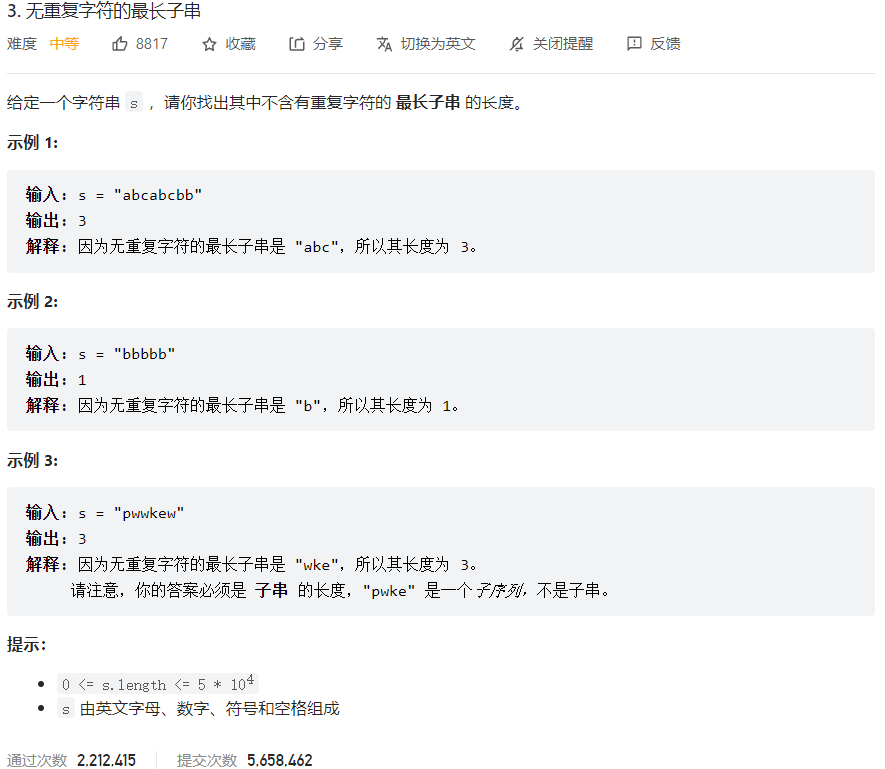 3. 无重复字符的最长子串
难度 中等 8817 收藏 分享 切换为英文 关闭提醒 反馈
给定一个字符串 s ，请你找出其中不含有重复字符的 最长子串 的长度。
示例 1:
输入: s = "abcabcbb"
输出: 3
解释: 因为无重复字符的最长子串是 "abc"，所以其长度为 3。
示例 2:
输入: s = "bbbbb"
输出: 1
解释: 因为无重复字符的最长子串是 "b"，所以其长度为 1。
示例 3:
输入: s = "pwwkew"
输出: 3
解释: 因为无重复字符的最长子串是 "wke"，所以其长度为 3。
请注意，你的答案必须是 子串 的长度，"pwke" 是一个子序列，不是子串。
提示：
0 <= s.length <= 5 * 10⁴
s 由英文字母、数字、符号和空格组成
通过次数 2,212,415 提交次数 5,658,462